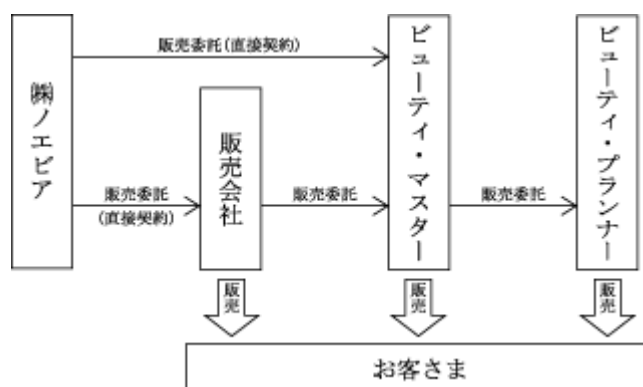 ㈱ノエビア
販売委託(直接契約)
販売委託
(直接契約)
販売会社
販売委託
ビューティ・マスター
販売委託
ビューティ・プランナー
販売
販売
販売
お客さま